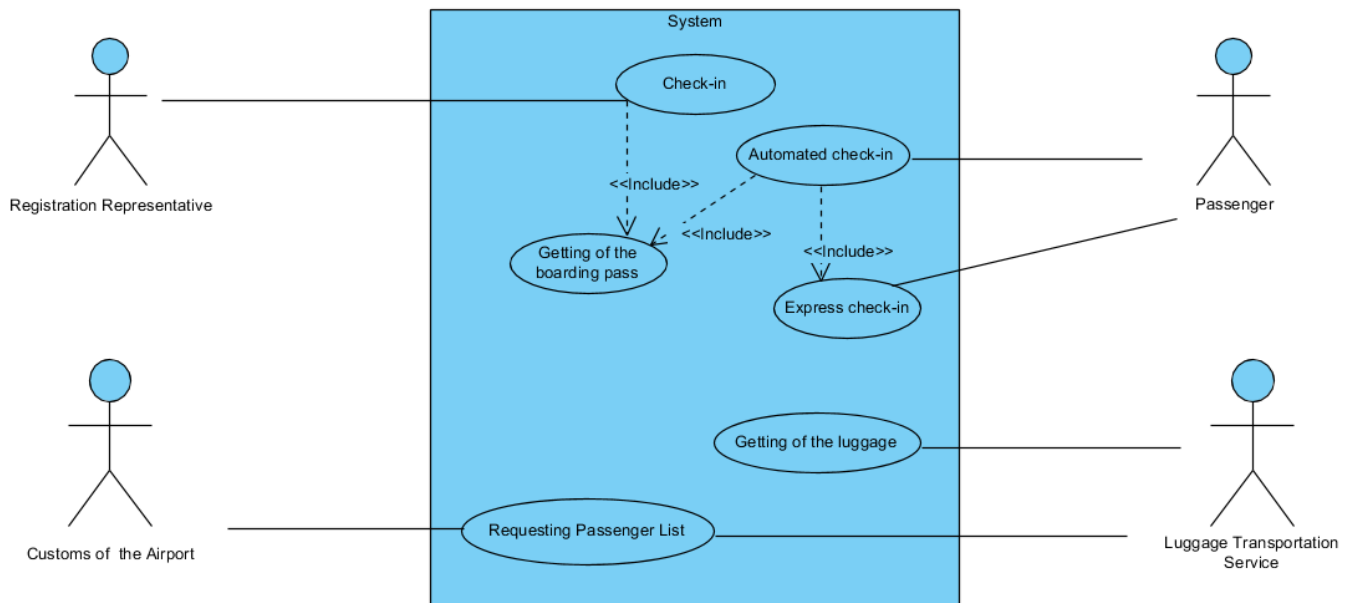 System
Check-in
Automated check-in
<<Include>>
Registration Representative
Passenger
<<Include>>
<<Include>>
Getting of the
boarding pass
Express check-in
Getting of the luggage
Requesting Passenger List
Customs of the Airport
Luggage Transportation
Service